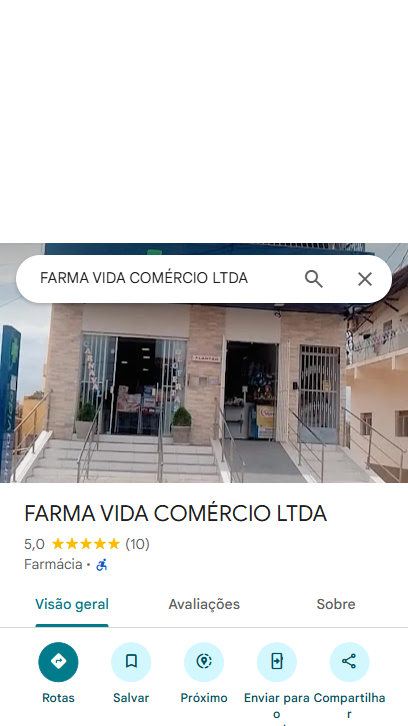 FARMA VIDA COMÉRCIO LTDA
PLANTÃO
FARMA VIDA COMÉRCIO LTDA
5,0 (10)
Farmácia •
Visão geral
Avaliações
Sobre
Rotas
Salvar
Próximo
Enviar para o
Compartilhar